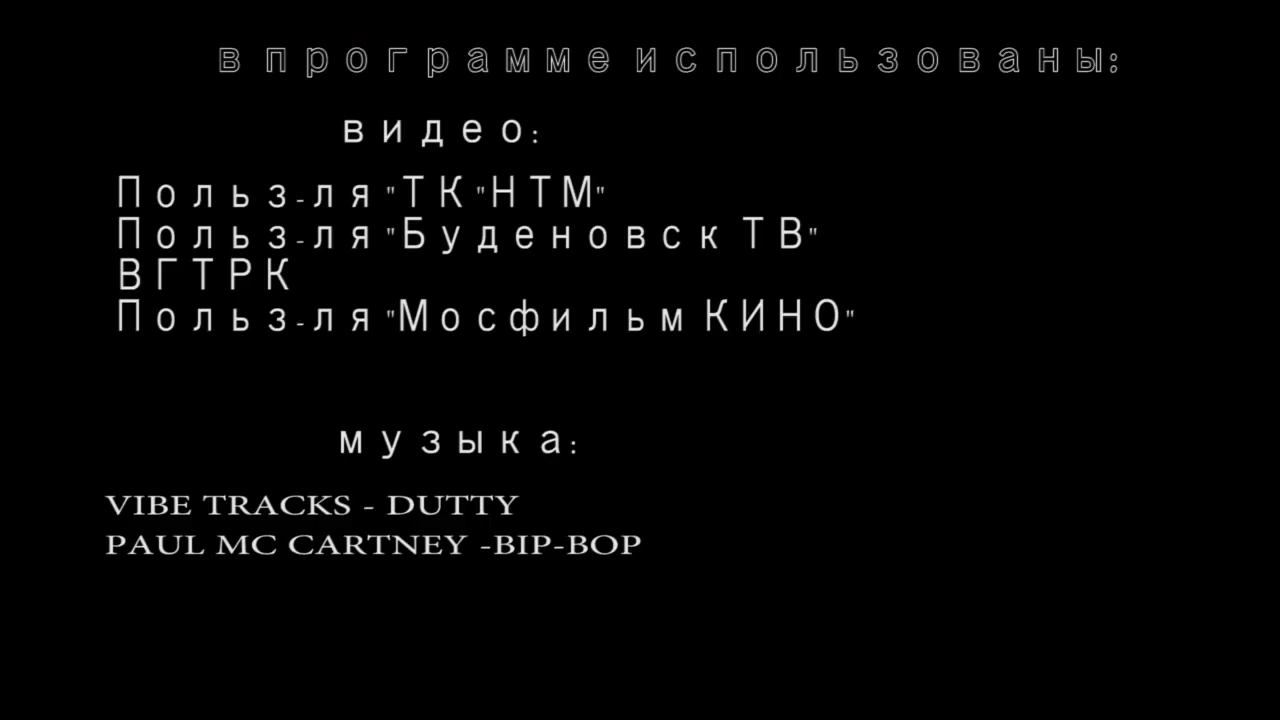 в программе использованы:
видео:
Польз-ля "ТК "НТМ"
Польз-ля "Буденовск ТВ"
ВГТРК
Польз-ля "Мосфильм КИНО"
музыка:
VIBE TRACKS - DUTTY
PAUL MC CARTNEY -BIP-BOP